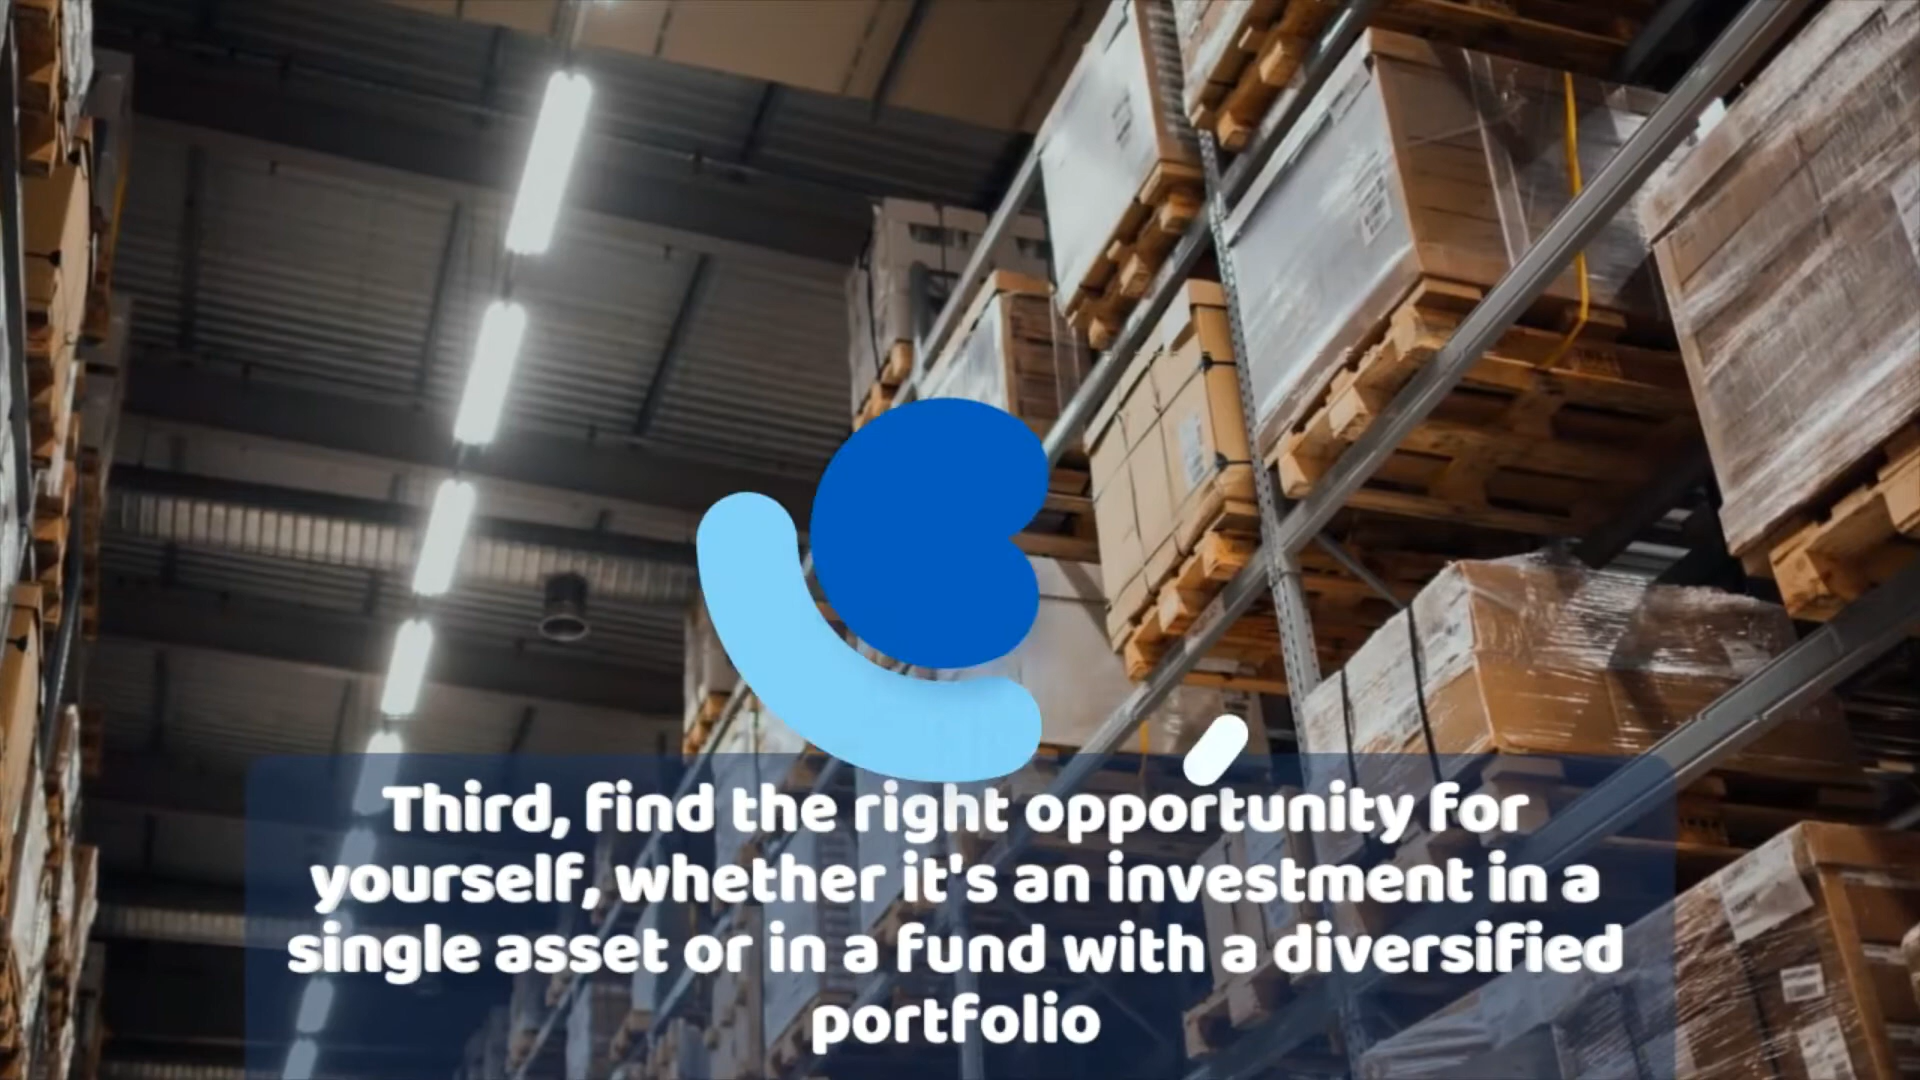 Third, find the right opportunity for
yourself, whether it's an investment in a
single asset or in a fund with a diversified
portfolio